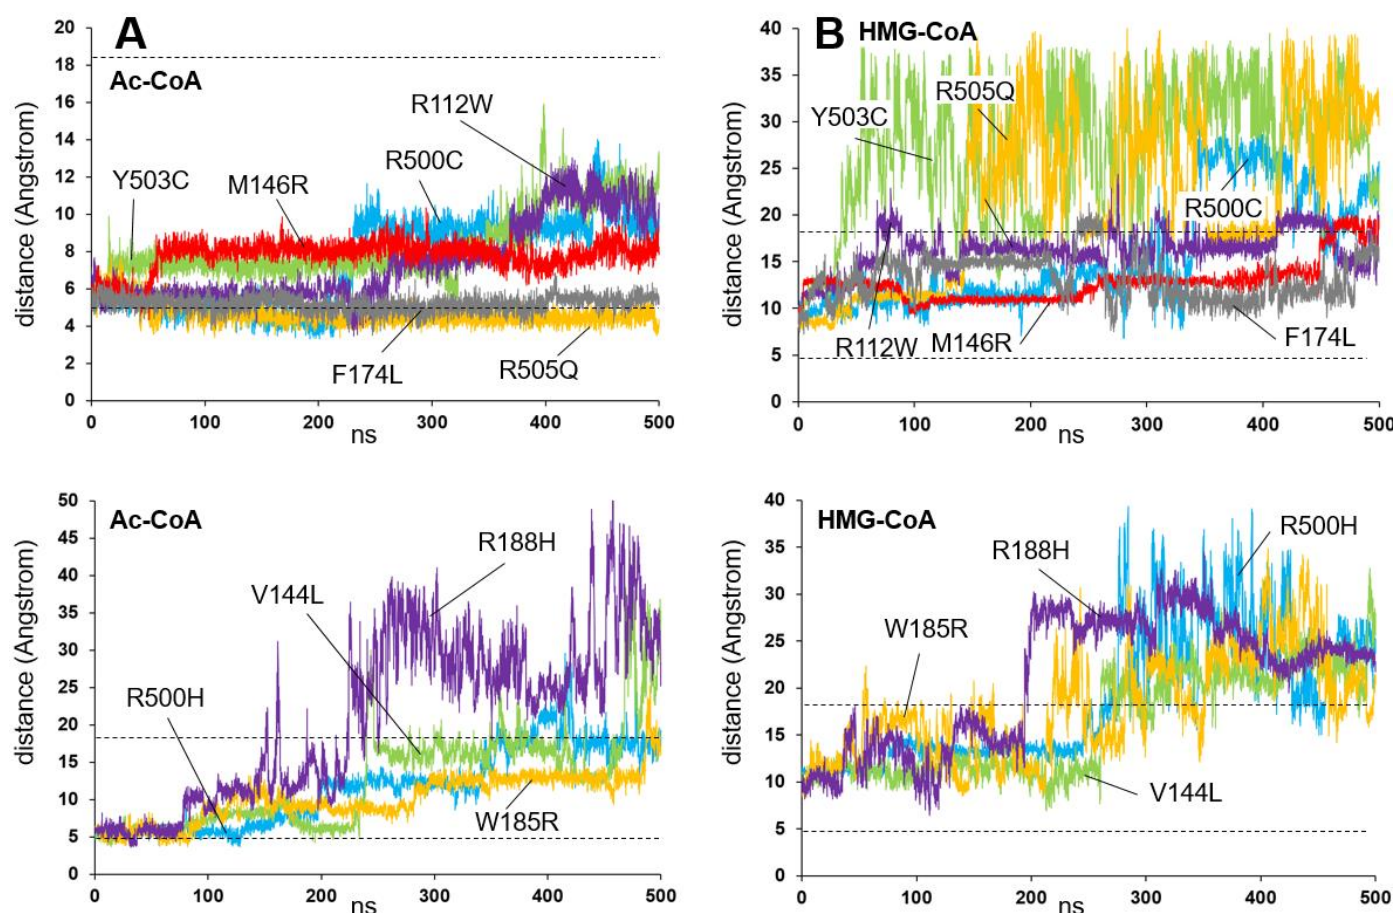 A
Ac-CoA
distance (Angstrom)
20
18
16
14
12
10
8
6
4
2
0
R112W
R500C
Y503C
M146R
F174L
R505Q
0 100 200 300 400 500
ns
B HMG-CoA
distance (Angstrom)
40
35
30
25
20
15
10
5
0
R505Q
Y503C
R500C
R112W
M146R
F174L
0 100 200 300 400 500
ns
Ac-CoA
distance (Angstrom)
50
45
40
35
30
25
20
15
10
5
0
R188H
V144L
R500H
W185R
0 100 200 300 400 500
ns
HMG-CoA
distance (Angstrom)
40
35
30
25
20
15
10
5
0
R500H
R188H
W185R
V144L
0 100 200 300 400 500
ns